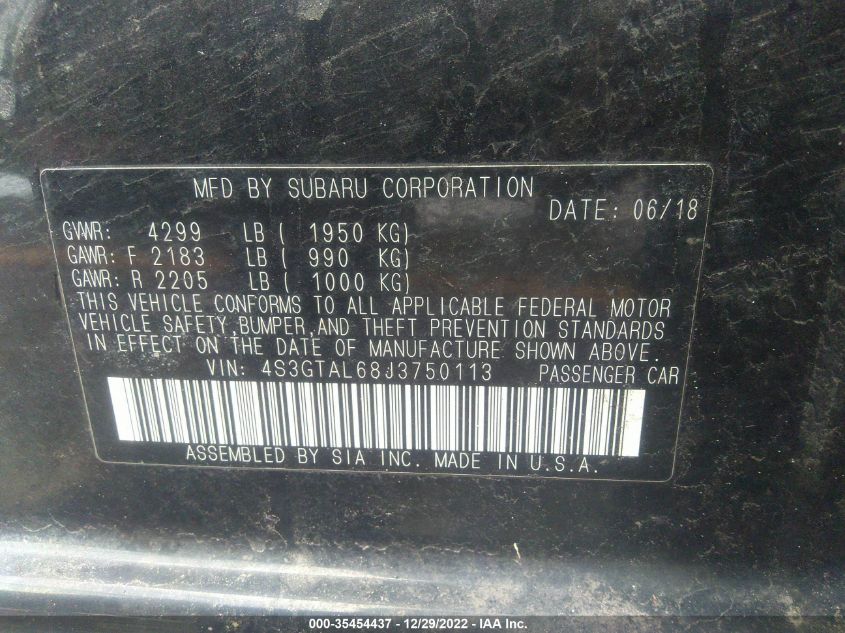 MFD BY SUBARU CORPORATION
DATE: 06/18
GVWR: 4299 LB ( 1950 KG)
GAWR: F 2183 LB ( 990 KG)
GAWR: R 2205 LB ( 1000 KG)
THIS VEHICLE CONFORMS TO ALL APPLICABLE FEDERAL MOTOR
VEHICLE SAFETY,BUMPER,AND THEFT PREVENTION STANDARDS
IN EFFECT ON THE DATE OF MANUFACTURE SHOWN ABOVE.
VIN: 4S3GTAL68J3750113 PASSENGER CAR
ASSEMBLED BY SIA INC. MADE IN U.S.A.
000-35454437 - 12/29/2022 - IAA Inc.